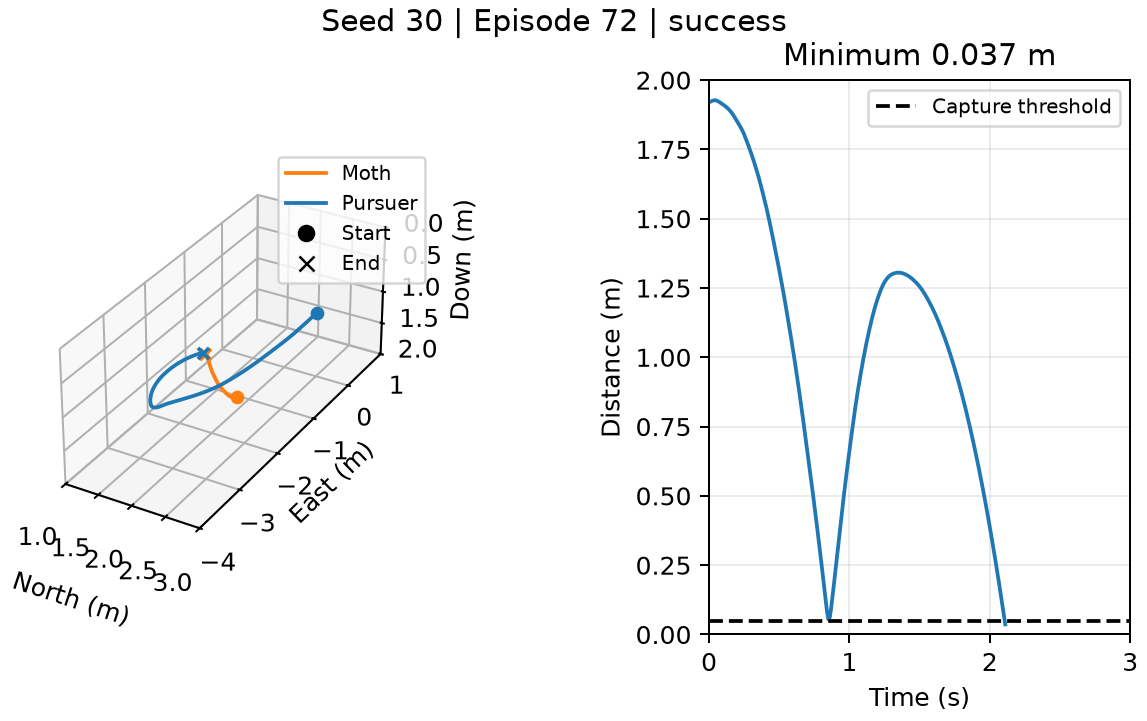 Seed 30 | Episode 72 | success
Moth
Pursuer
Start
End
0.0
0.5
1.0
1.5
2.0
Down (m)
1
0
−1
−2
−3
−4
East (m)
1.0
1.5
2.0
2.5
3.0
North (m)
Minimum 0.037 m
Capture threshold
2.00
1.75
1.50
1.25
1.00
0.75
0.50
0.25
0.00
Distance (m)
0
1
2
3
Time (s)